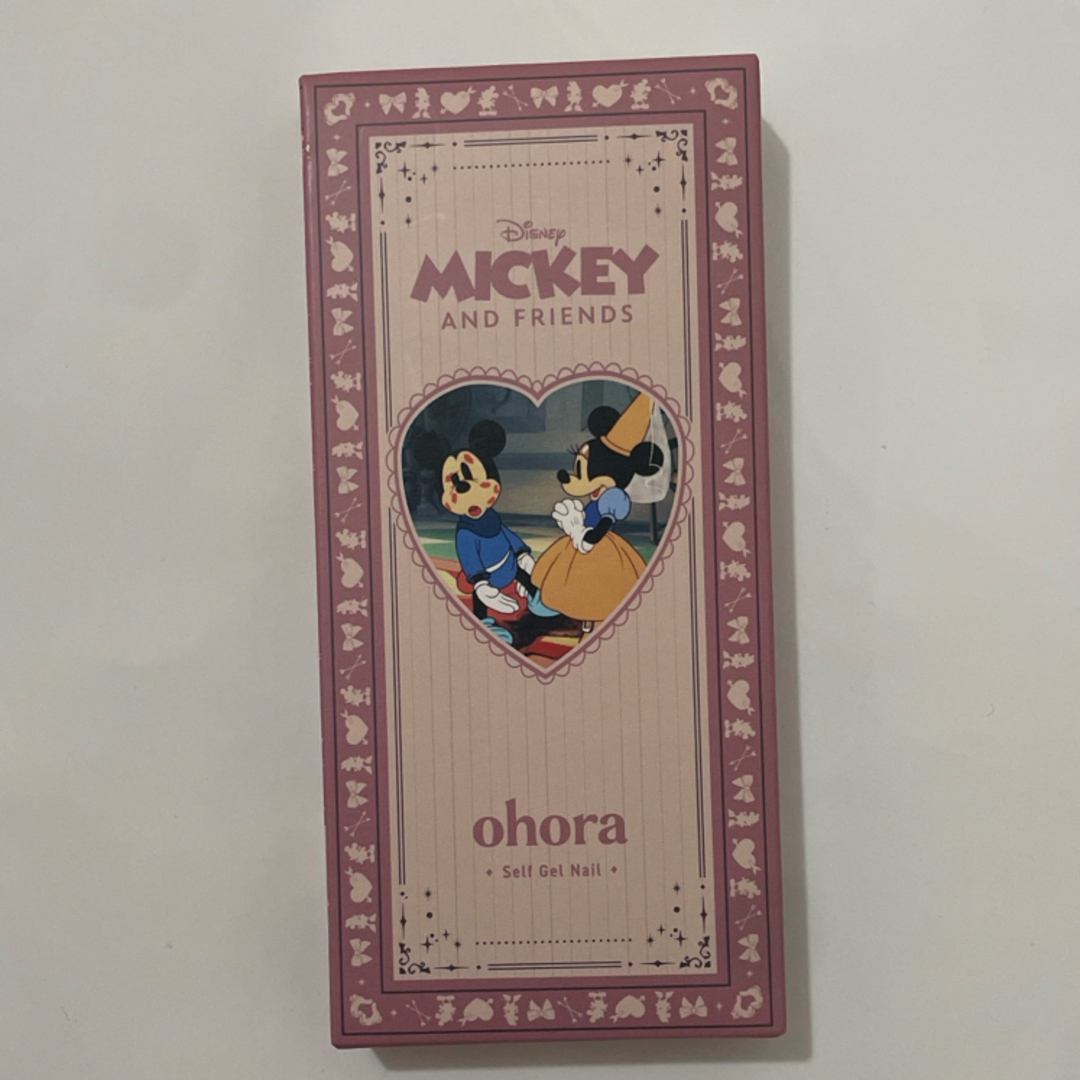 Disney
MICKEY
AND FRIENDS
ohora
Self Gel Nail